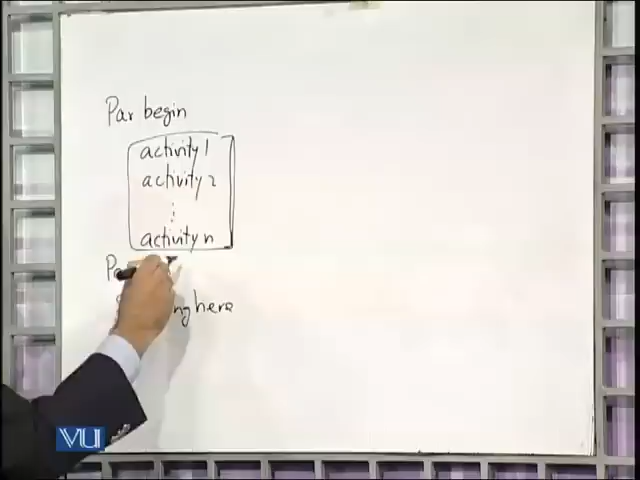 Par begin
activity 1
activity 2
⋮
activity n
here
VU